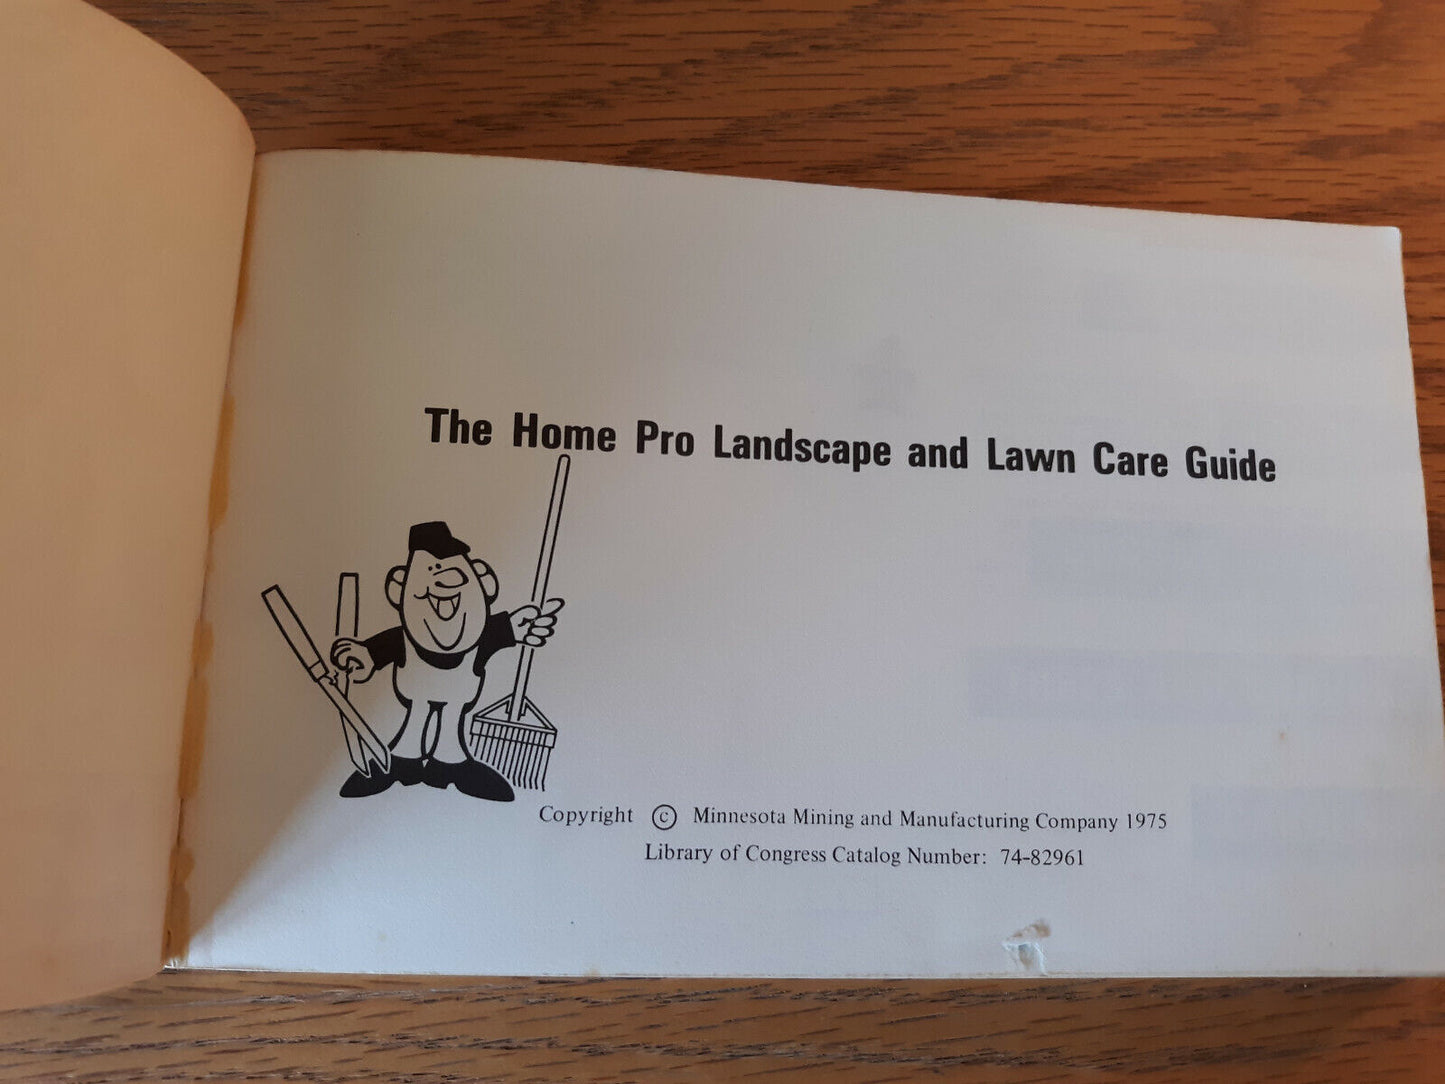 The Home Pro Landscape and Lawn Care Guide
Copyright © Minnesota Mining and Manufacturing Company 1975
Library of Congress Catalog Number: 74-82961